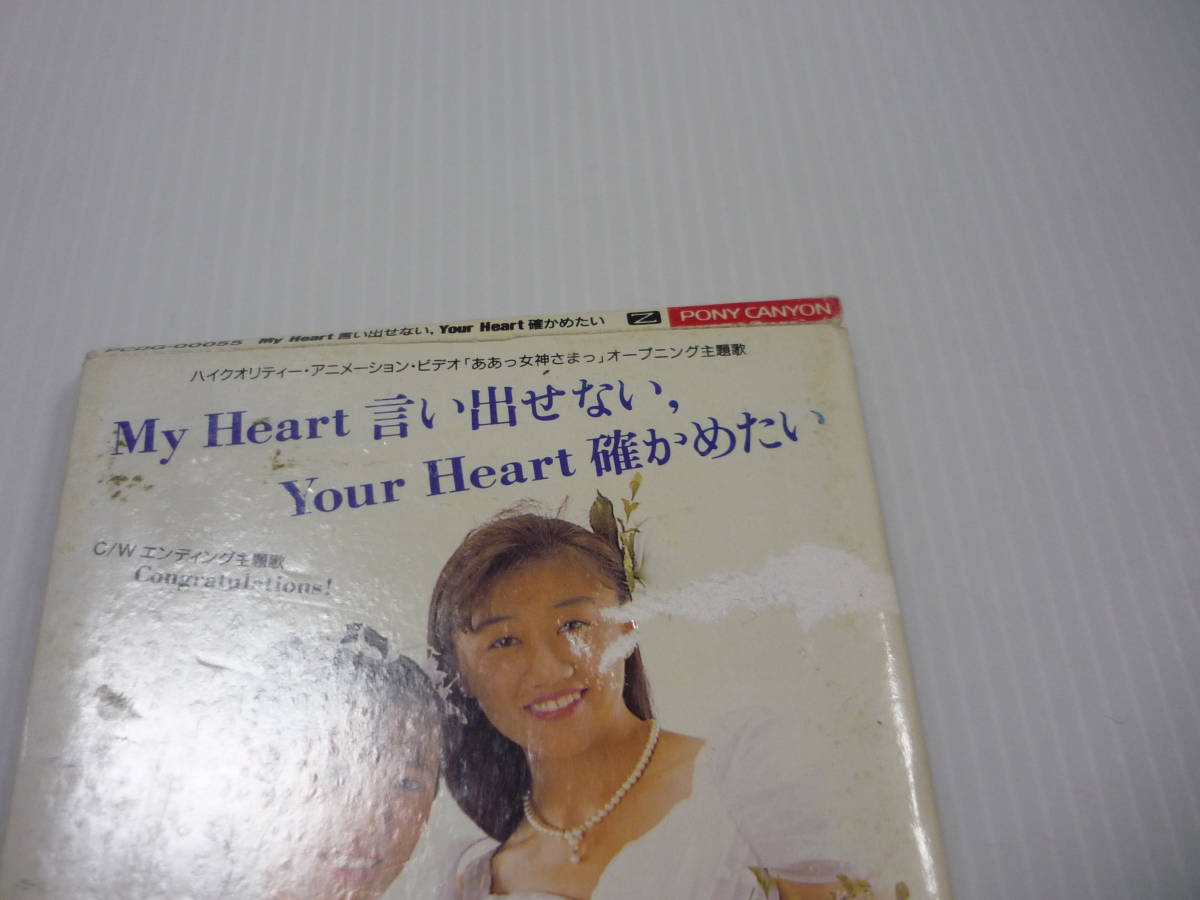 PCDG-00055 My Heart 言い出せない, Your Heart 確かめたい Z PONY CANYON
ハイクオリティー・アニメーション・ビデオ「ああっ女神さまっ」オープニング主題歌
My Heart 言い出せない,
Your Heart 確かめたい
C/W エンディング主題歌
Congratulations!